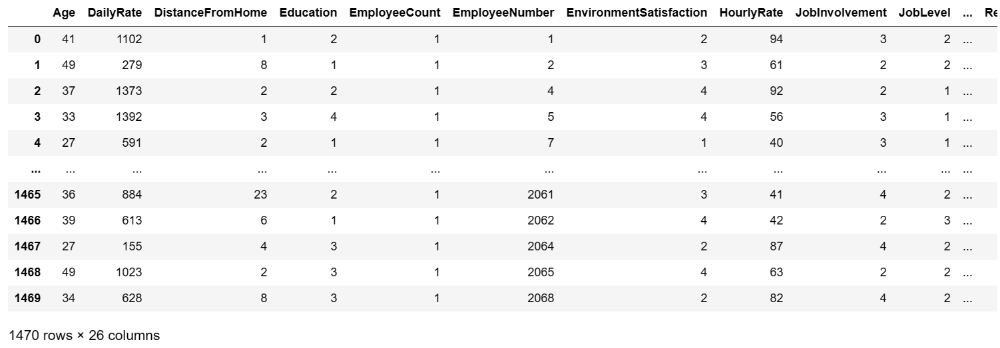 Age DailyRate DistanceFromHome Education EmployeeCount EmployeeNumber EnvironmentSatisfaction HourlyRate JobInvolvement JobLevel ... Re
0 41 1102 1 2 1 1 2 94 3 2 ...
1 49 279 8 1 1 2 3 61 2 2 ...
2 37 1373 2 2 1 4 4 92 2 1 ...
3 33 1392 3 4 1 5 4 56 3 1 ...
4 27 591 2 1 1 7 1 40 3 1 ...
... ... ... ... ... ... ... ... ... ... ... ...
1465 36 884 23 2 1 2061 3 41 4 2 ...
1466 39 613 6 1 1 2062 4 42 2 3 ...
1467 27 155 4 3 1 2064 2 87 4 2 ...
1468 49 1023 2 3 1 2065 4 63 2 2 ...
1469 34 628 8 3 1 2068 2 82 4 2 ...
1470 rows × 26 columns